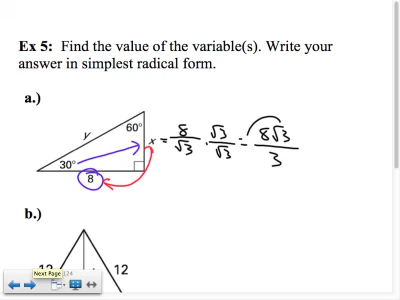 Ex 5: Find the value of the variable(s). Write your
answer in simplest radical form.
a.)
60°
y
x = 8/√3 · √3/√3 = 8√3/3
30°
8
b.)
12 12
Next Page 124